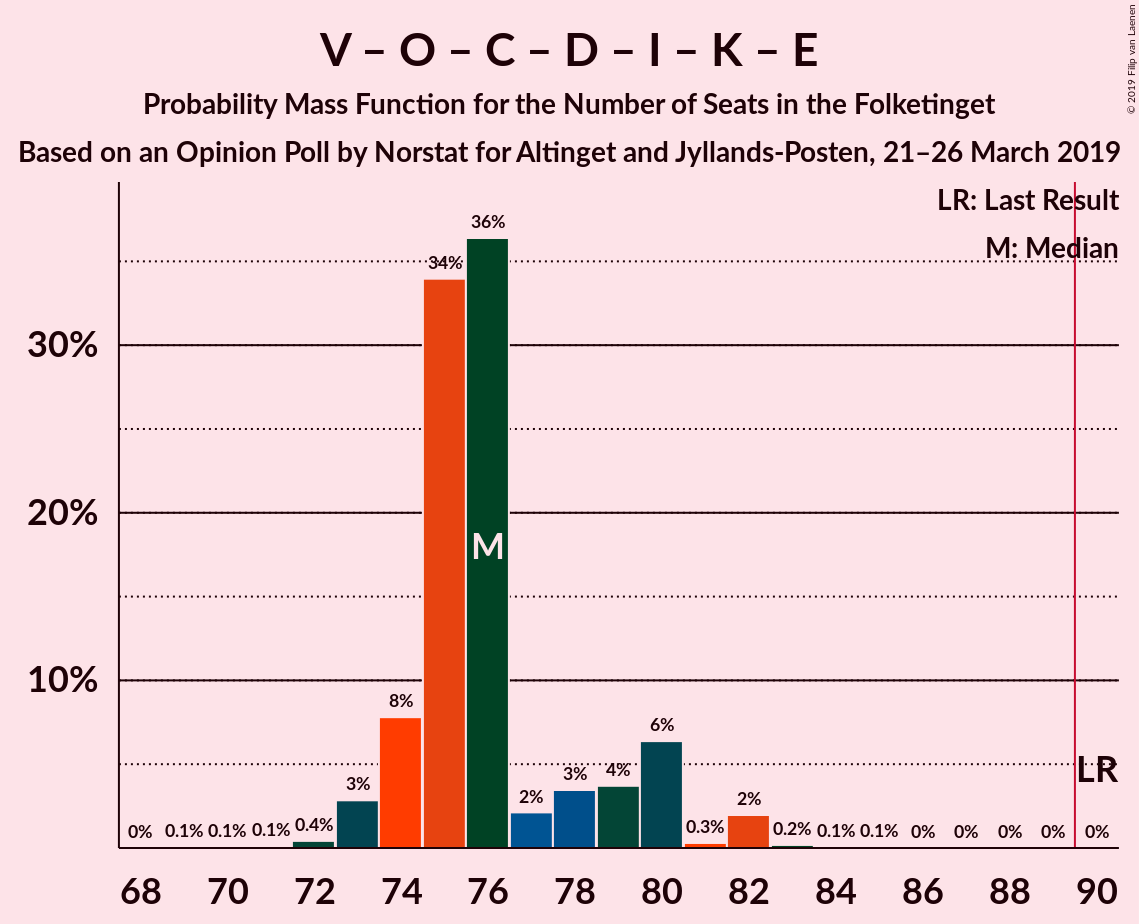 V – O – C – D – I – K – E
Probability Mass Function for the Number of Seats in the Folketinget
Based on an Opinion Poll by Norstat for Altinget and Jyllands-Posten, 21–26 March 2019
© 2019 Filip van Laenen
LR: Last Result
M: Median
30%
20%
10%
0%
0.1%
0.1%
0.1%
0.4%
3%
8%
34%
36%
2%
3%
4%
6%
0.3%
2%
0.2%
0.1%
0.1%
0%
0%
0%
0%
0%
M
LR
68 70 72 74 76 78 80 82 84 86 88 90